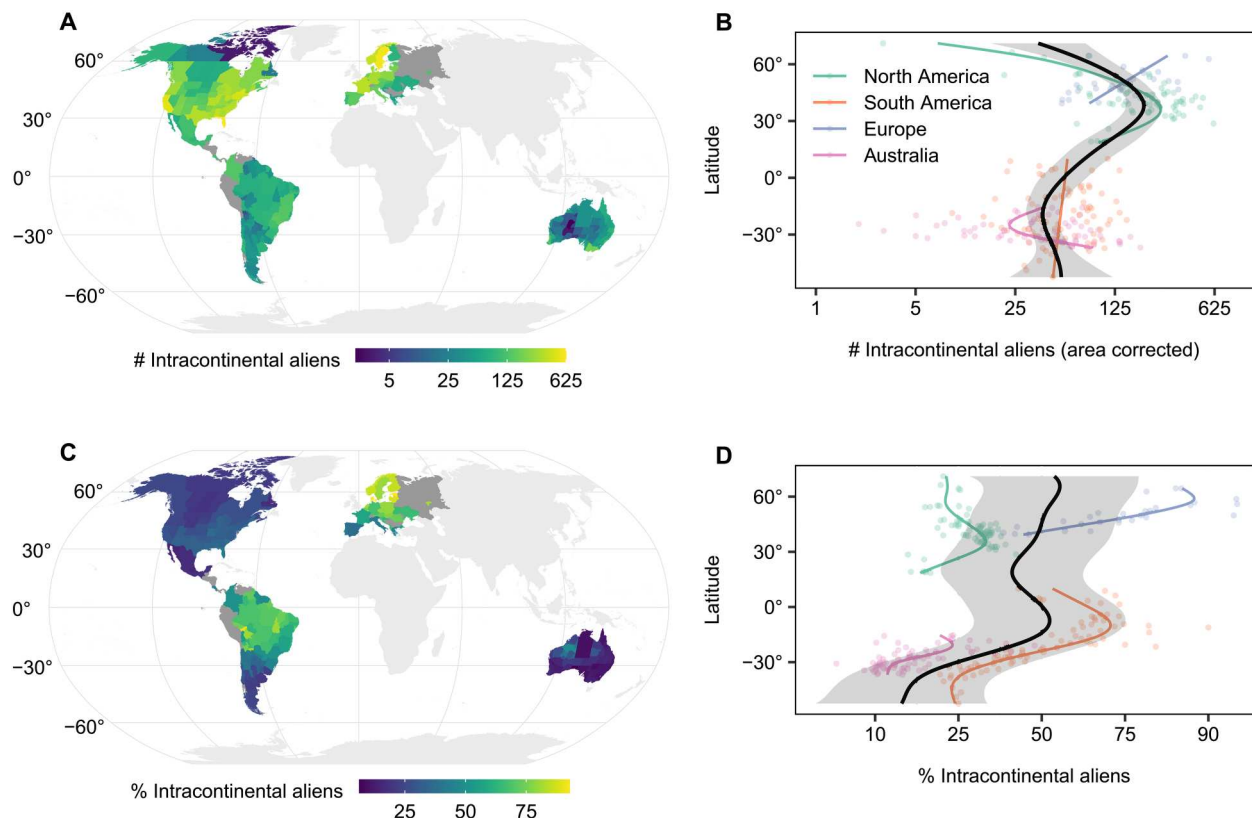 A
60°
30°
0°
−30°
−60°
# Intracontinental aliens
5 25 125 625
B
60°
30°
0°
−30°
Latitude
North America
South America
Europe
Australia
1 5 25 125 625
# Intracontinental aliens (area corrected)
C
60°
30°
0°
−30°
−60°
% Intracontinental aliens
25 50 75
D
60°
30°
0°
−30°
Latitude
10 25 50 75 90
% Intracontinental aliens